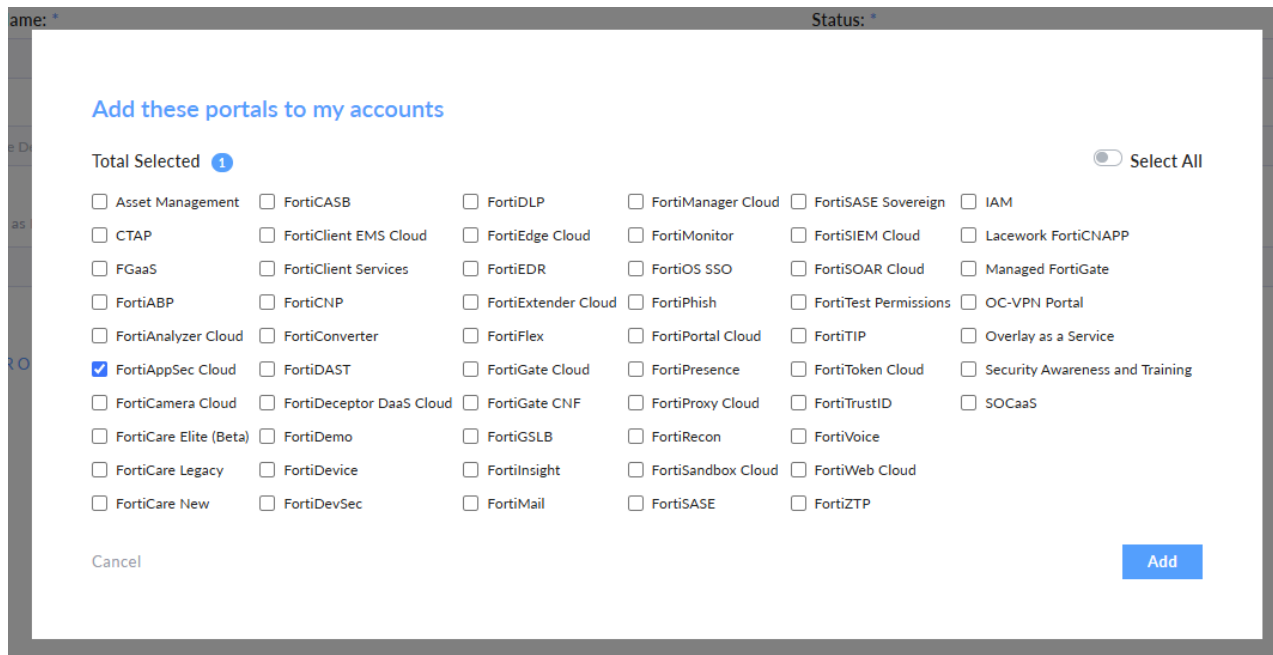 ame: *
Status: *
Add these portals to my accounts
Total Selected 1
Select All
Asset Management FortiCASB FortiDLP FortiManager Cloud FortiSASE Sovereign IAM
CTAP FortiClient EMS Cloud FortiEdge Cloud FortiMonitor FortiSIEM Cloud Lacework FortiCNAPP
FGaaS FortiClient Services FortiEDR FortiOS SSO FortiSOAR Cloud Managed FortiGate
FortiABP FortiCNP FortiExtender Cloud FortiPhish FortiTest Permissions OC-VPN Portal
FortiAnalyzer Cloud FortiConverter FortiFlex FortiPortal Cloud FortiTIP Overlay as a Service
FortiAppSec Cloud FortiDAST FortiGate Cloud FortiPresence FortiToken Cloud Security Awareness and Training
FortiCamera Cloud FortiDeceptor DaaS Cloud FortiGate CNF FortiProxy Cloud FortiTrustID SOCaaS
FortiCare Elite (Beta) FortiDemo FortiGSLB FortiRecon FortiVoice
FortiCare Legacy FortiDevice FortiInsight FortiSandbox Cloud FortiWeb Cloud
FortiCare New FortiDevSec FortiMail FortiSASE FortiZTP
Cancel
Add